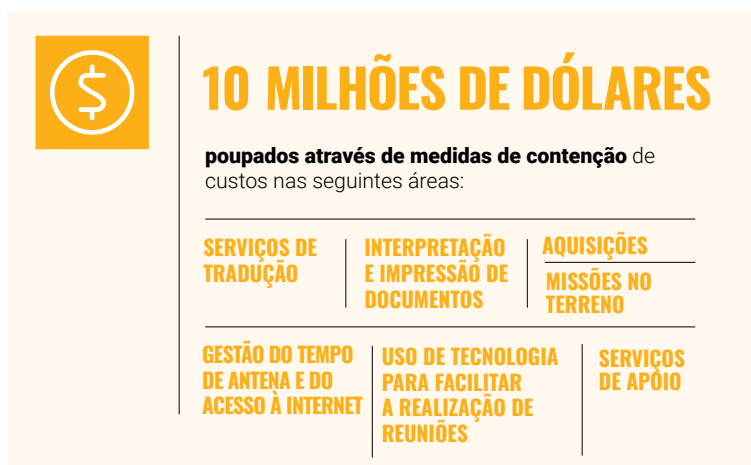 $
10 MILHÕES DE DÓLARES
poupados através de medidas de contenção de
custos nas seguintes áreas:
SERVIÇOS DE
TRADUÇÃO
INTERPRETAÇÃO
E IMPRESSÃO DE
DOCUMENTOS
AQUISIÇÕES
MISSÕES NO
TERRENO
GESTÃO DO TEMPO
DE ANTENA E DO
ACESSO À INTERNET
USO DE TECNOLOGIA
PARA FACILITAR
A REALIZAÇÃO DE
REUNIÕES
SERVIÇOS
DE APOIO